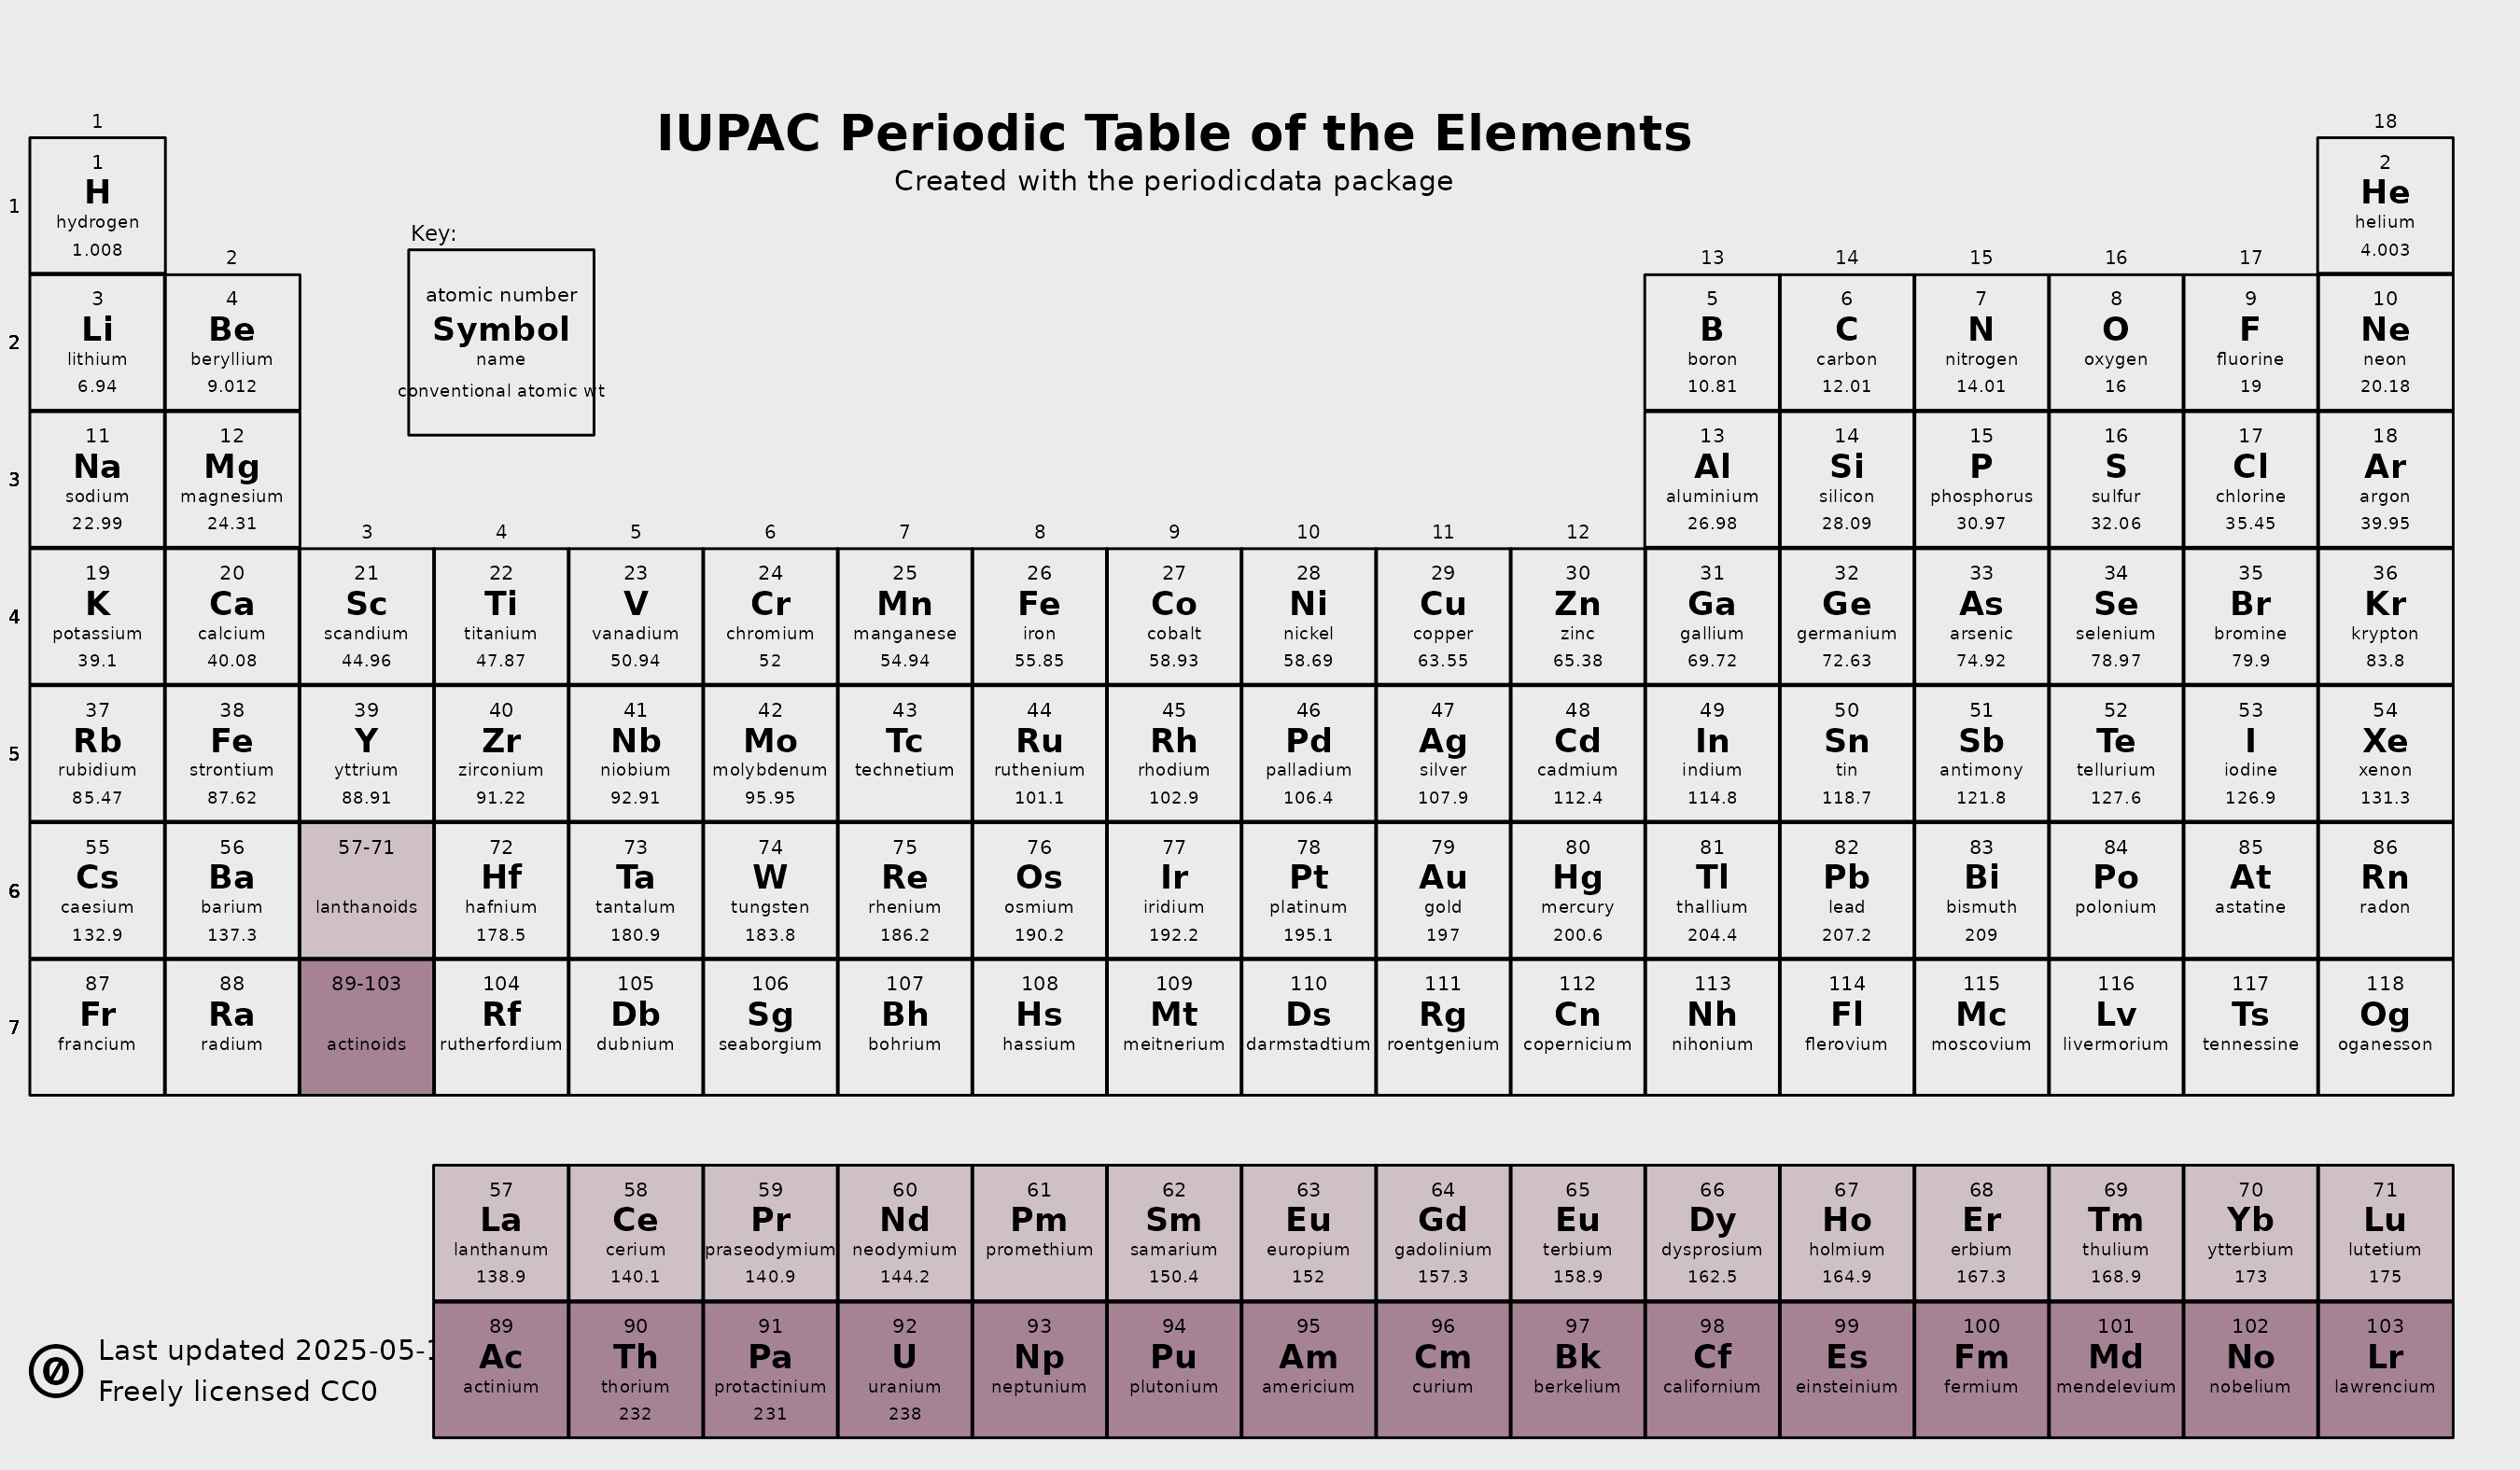 IUPAC Periodic Table of the Elements
Created with the periodicdata package
1 18
1
H
hydrogen
1.008
2
He
helium
4.003
1
Key:
atomic number
Symbol
name
conventional atomic wt
2 13 14 15 16 17
3 4 5 6 7 8 9 10
Li Be B C N O F Ne
lithium beryllium boron carbon nitrogen oxygen fluorine neon
6.94 9.012 10.81 12.01 14.01 16 19 20.18
2
11 12 13 14 15 16 17 18
Na Mg Al Si P S Cl Ar
sodium magnesium aluminium silicon phosphorus sulfur chlorine argon
22.99 24.31 26.98 28.09 30.97 32.06 35.45 39.95
3
3 4 5 6 7 8 9 10 11 12
19 20 21 22 23 24 25 26 27 28 29 30 31 32 33 34 35 36
K Ca Sc Ti V Cr Mn Fe Co Ni Cu Zn Ga Ge As Se Br Kr
potassium calcium scandium titanium vanadium chromium manganese iron cobalt nickel copper zinc gallium germanium arsenic selenium bromine krypton
39.1 40.08 44.96 47.87 50.94 52 54.94 55.85 58.93 58.69 63.55 65.38 69.72 72.63 74.92 78.97 79.9 83.8
4
37 38 39 40 41 42 43 44 45 46 47 48 49 50 51 52 53 54
Rb Fe Y Zr Nb Mo Tc Ru Rh Pd Ag Cd In Sn Sb Te I Xe
rubidium strontium yttrium zirconium niobium molybdenum technetium ruthenium rhodium palladium silver cadmium indium tin antimony tellurium iodine xenon
85.47 87.62 88.91 91.22 92.91 95.95 101.1 102.9 106.4 107.9 112.4 114.8 118.7 121.8 127.6 126.9 131.3
5
55 56 57-71 72 73 74 75 76 77 78 79 80 81 82 83 84 85 86
Cs Ba Hf Ta W Re Os Ir Pt Au Hg Tl Pb Bi Po At Rn
caesium barium lanthanoids hafnium tantalum tungsten rhenium osmium iridium platinum gold mercury thallium lead bismuth polonium astatine radon
132.9 137.3 178.5 180.9 183.8 186.2 190.2 192.2 195.1 197 200.6 204.4 207.2 209
6
87 88 89-103 104 105 106 107 108 109 110 111 112 113 114 115 116 117 118
Fr Ra Rf Db Sg Bh Hs Mt Ds Rg Cn Nh Fl Mc Lv Ts Og
francium radium actinoids rutherfordium dubnium seaborgium bohrium hassium meitnerium darmstadtium roentgenium copernicium nihonium flerovium moscovium livermorium tennessine oganesson
7
57 58 59 60 61 62 63 64 65 66 67 68 69 70 71
La Ce Pr Nd Pm Sm Eu Gd Eu Dy Ho Er Tm Yb Lu
lanthanum cerium praseodymium neodymium promethium samarium europium gadolinium terbium dysprosium holmium erbium thulium ytterbium lutetium
138.9 140.1 140.9 144.2 150.4 152 157.3 158.9 162.5 164.9 167.3 168.9 173 175
89 90 91 92 93 94 95 96 97 98 99 100 101 102 103
Ac Th Pa U Np Pu Am Cm Bk Cf Es Fm Md No Lr
actinium thorium protactinium uranium neptunium plutonium americium curium berkelium californium einsteinium fermium mendelevium nobelium lawrencium
232 231 238
Last updated 2025-05-
Freely licensed CC0